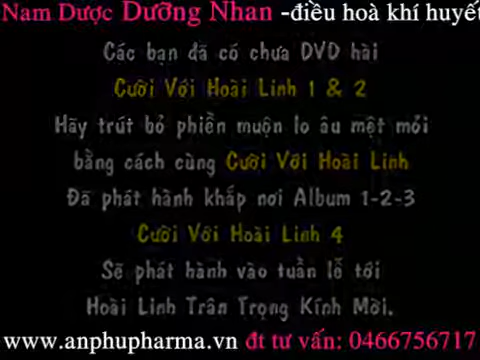 Nam Dược Dưỡng Nhan -điều hoà khí huyết
Các bạn đã có chưa DVD hài
Cười Với Hoài Linh 1 & 2
Hãy trút bỏ phiền muộn lo âu mệt mỏi
bằng cách cùng Cười Với Hoài Linh
Đã phát hành khắp nơi Album 1-2-3
Cười Với Hoài Linh 4
Sẽ phát hành vào tuần lễ tới
Hoài Linh Trân Trọng Kính Mời.
www.anphupharma.vn đt tư vấn: 0466756717